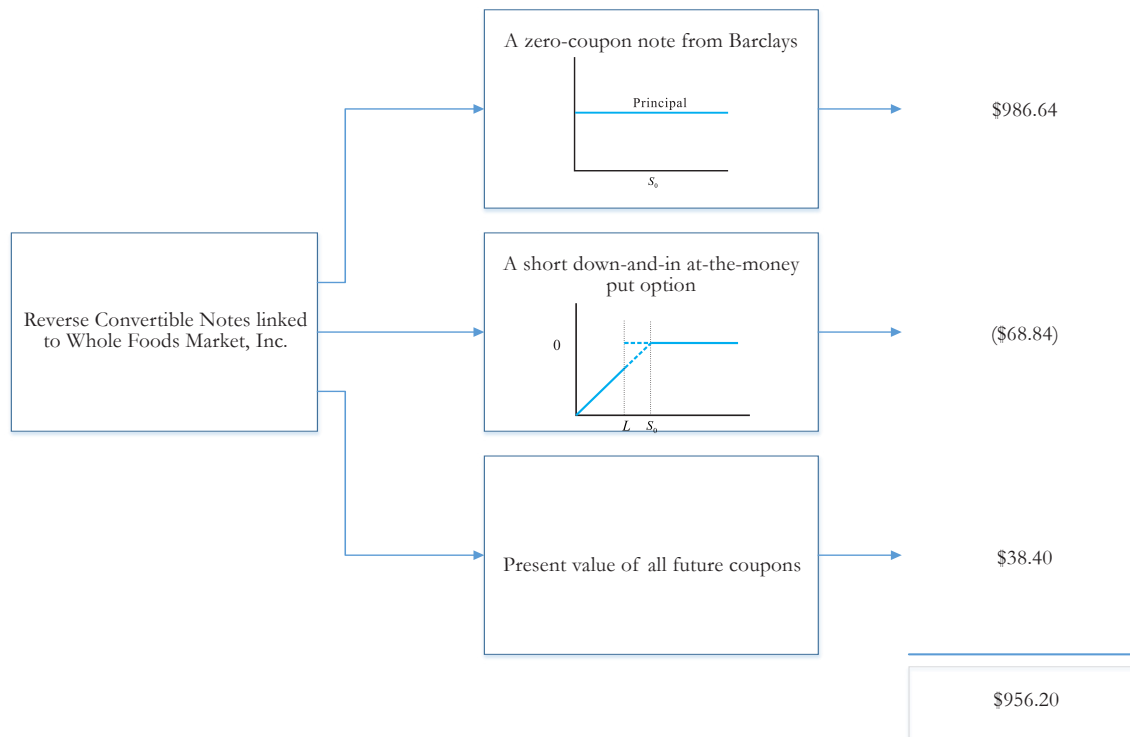 A zero-coupon note from Barclays
Principal
S₀
$986.64
Reverse Convertible Notes linked
to Whole Foods Market, Inc.
A short down-and-in at-the-money
put option
0
L S₀
($68.84)
Present value of all future coupons
$38.40
$956.20